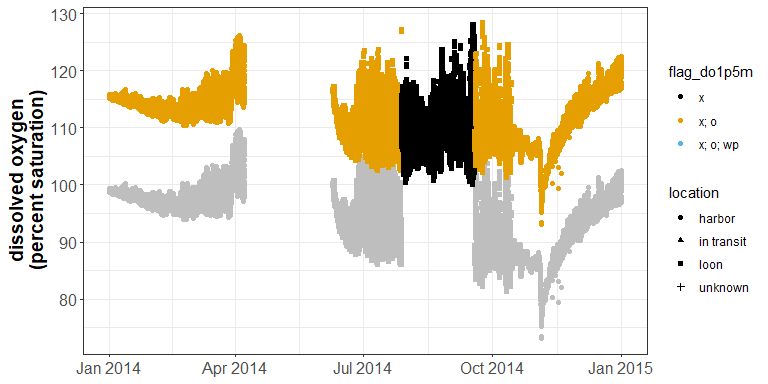 dissolved oxygen
(percent saturation)
130
120
110
100
90
80
Jan 2014
Apr 2014
Jul 2014
Oct 2014
Jan 2015
flag_do1p5m
x
x; o
x; o; wp
location
harbor
in transit
loon
unknown